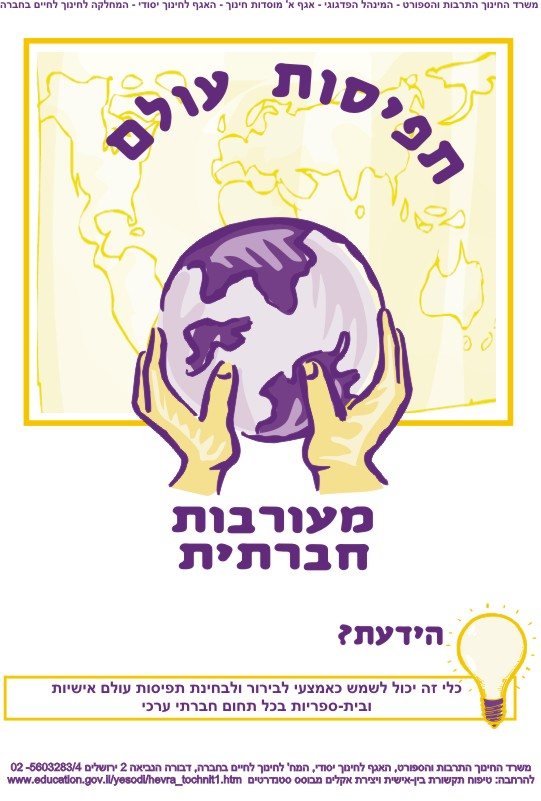 משרד החינוך התרבות והספורט - המינהל הפדגוגי - אגף א' מוסדות חינוך - האגף לחינוך יסודי - המחלקה לחינוך לחיים בחברה
תפיסות עולם
מעורבות
חברתית
הידעת?
כלי זה יכול לשמש כאמצעי לבירור ולבחינת תפיסות עולם אישיות
ובית-ספריות בכל תחום חברתי ערכי
משרד החינוך התרבות והספורט, האגף לחינוך יסודי, המח' לחינוך לחיים בחברה, דבורה הנביאה 2 ירושלים 5603283/4- 02
להרחבה: טיפוח תקשורת בין-אישית ויצירת אקלים מבוסס סטנדרטים www.education.gov.il/yesodi/hevra_tochnit1.htm